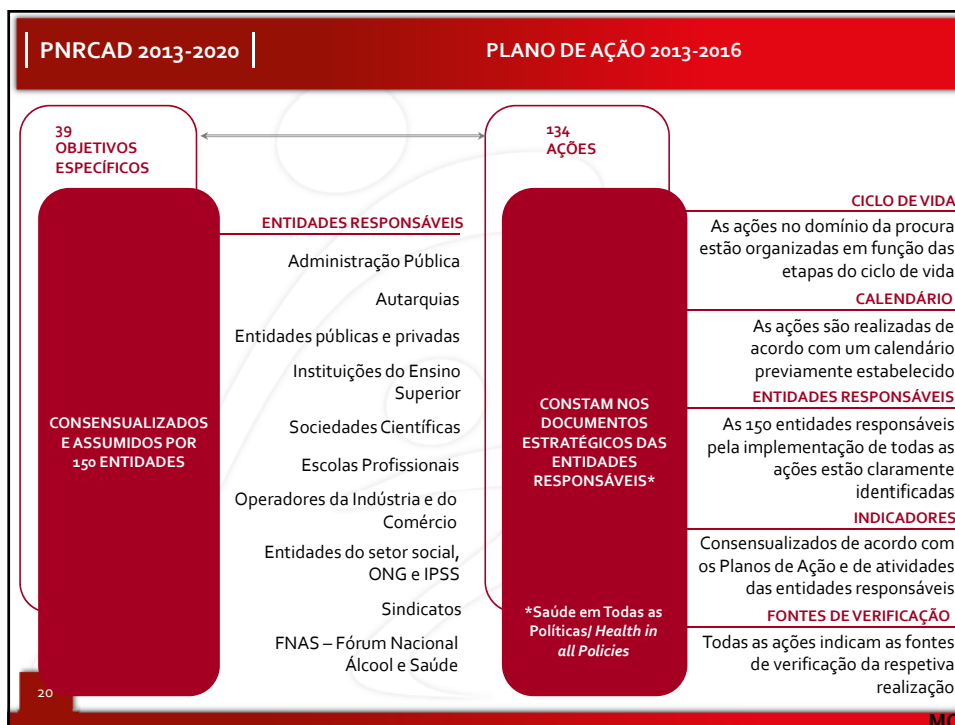 PNRCAD 2013-2020
PLANO DE AÇÃO 2013-2016
39
OBJETIVOS
ESPECÍFICOS
CONSENSUALIZADOS
E ASSUMIDOS POR
150 ENTIDADES
ENTIDADES RESPONSÁVEIS
Administração Pública
Autarquias
Entidades públicas e privadas
Instituições do Ensino
Superior
Sociedades Científicas
Escolas Profissionais
Operadores da Indústria e do
Comércio
Entidades do setor social,
ONG e IPSS
Sindicatos
FNAS – Fórum Nacional
Álcool e Saúde
134
AÇÕES
CONSTAM NOS
DOCUMENTOS
ESTRATÉGICOS DAS
ENTIDADES
RESPONSÁVEIS*
*Saúde em Todas as
Políticas/ Health in
all Policies
CICLO DE VIDA
As ações no domínio da procura
estão organizadas em função das
etapas do ciclo de vida
CALENDÁRIO
As ações são realizadas de
acordo com um calendário
previamente estabelecido
ENTIDADES RESPONSÁVEIS
As 150 entidades responsáveis
pela implementação de todas as
ações estão claramente
identificadas
INDICADORES
Consensualizados de acordo com
os Planos de Ação e de atividades
das entidades responsáveis
FONTES DE VERIFICAÇÃO
Todas as ações indicam as fontes
de verificação da respetiva
realização
20